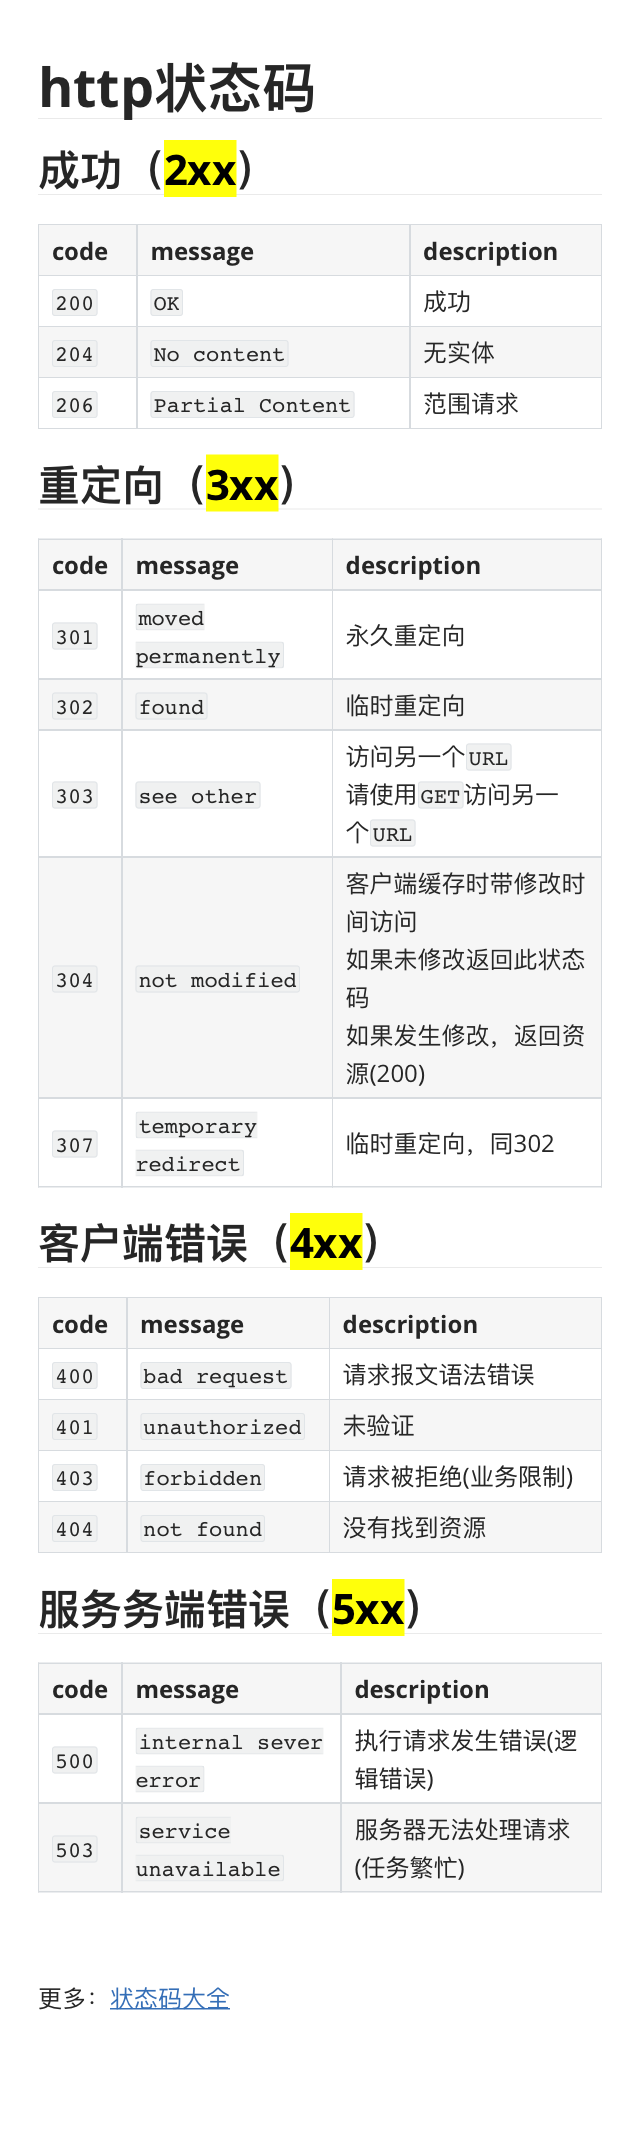 http状态码
成功（2xx）
code message description
200 OK 成功
204 No content 无实体
206 Partial Content 范围请求
重定向（3xx）
code message description
301 moved permanently 永久重定向
302 found 临时重定向
303 see other 访问另一个URL
请使用GET访问另一
个URL
304 not modified 客户端缓存时带修改时
间访问
如果未修改返回此状态
码
如果发生修改，返回资
源(200)
307 temporary redirect 临时重定向，同302
客户端错误（4xx）
code message description
400 bad request 请求报文语法错误
401 unauthorized 未验证
403 forbidden 请求被拒绝(业务限制)
404 not found 没有找到资源
服务务端错误（5xx）
code message description
500 internal sever error 执行请求发生错误(逻
辑错误)
503 service unavailable 服务器无法处理请求
(任务繁忙)
更多：状态码大全